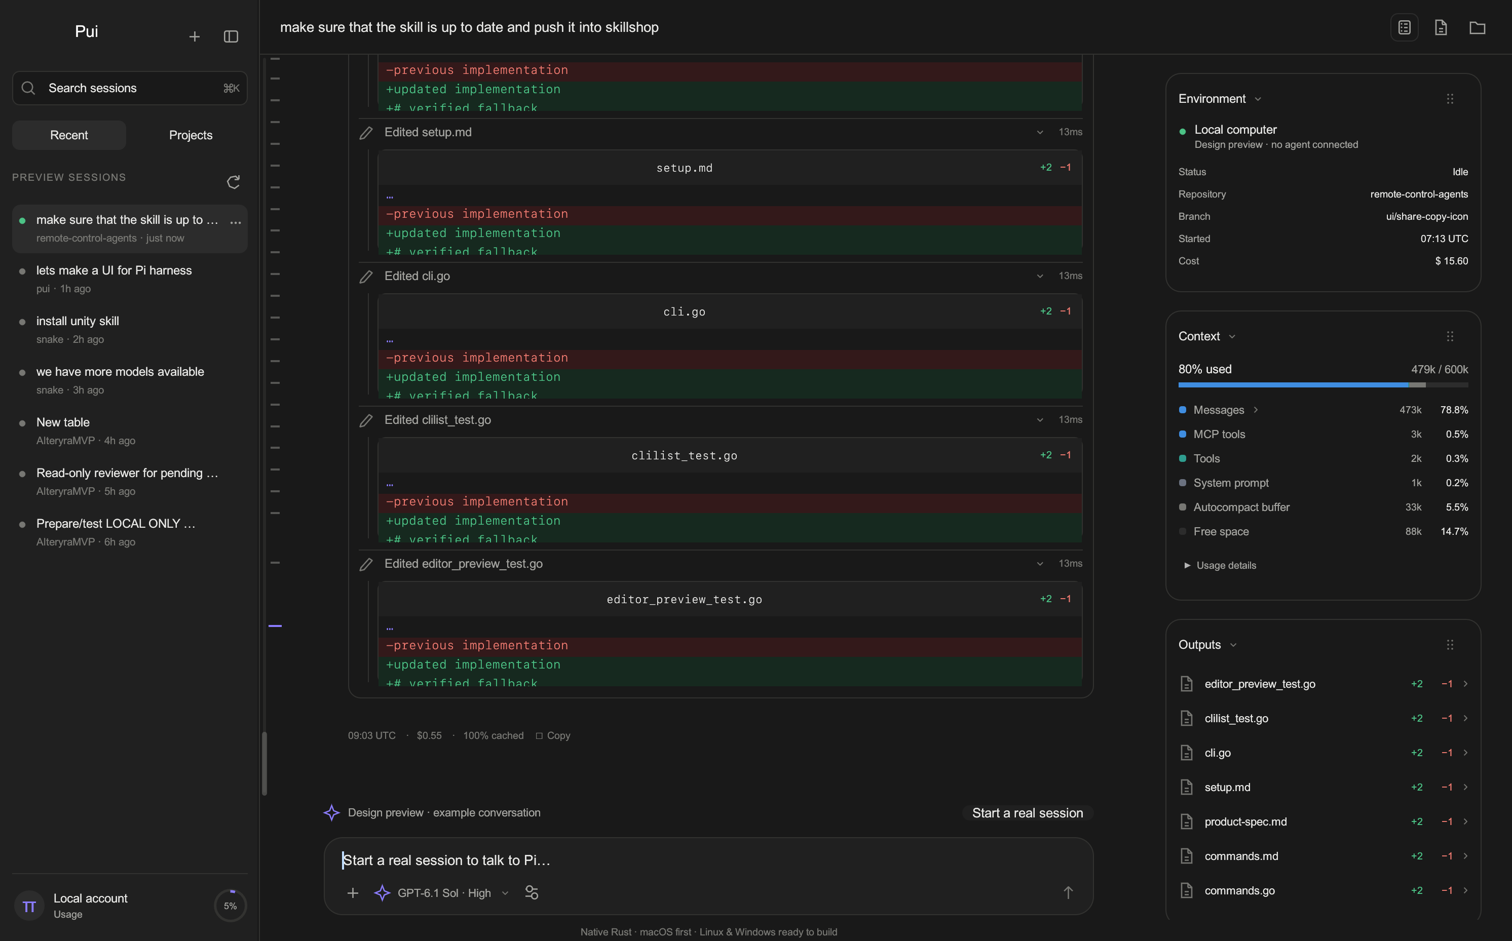 Pui
Search sessions ⌘K
Recent
Projects
PREVIEW SESSIONS
make sure that the skill is up to …
remote-control-agents · just now
lets make a UI for Pi harness
pui · 1h ago
install unity skill
snake · 2h ago
we have more models available
snake · 3h ago
New table
AlteryraMVP · 4h ago
Read-only reviewer for pending …
AlteryraMVP · 5h ago
Prepare/test LOCAL ONLY …
AlteryraMVP · 6h ago
Local account
Usage
5%
make sure that the skill is up to date and push it into skillshop
−previous implementation
+updated implementation
+# verified fallback
Edited setup.md 13ms
setup.md +2 −1
…
−previous implementation
+updated implementation
+# verified fallback
Edited cli.go 13ms
cli.go +2 −1
…
−previous implementation
+updated implementation
+# verified fallback
Edited clilist_test.go 13ms
clilist_test.go +2 −1
…
−previous implementation
+updated implementation
+# verified fallback
Edited editor_preview_test.go 13ms
editor_preview_test.go +2 −1
…
−previous implementation
+updated implementation
+# verified fallback
09:03 UTC · $0.55 · 100% cached Copy
Design preview · example conversation
Start a real session
Start a real session to talk to Pi…
GPT-6.1 Sol · High
Native Rust · macOS first · Linux & Windows ready to build
Environment
Local computer
Design preview · no agent connected
Status Idle
Repository remote-control-agents
Branch ui/share-copy-icon
Started 07:13 UTC
Cost $ 15.60
Context
80% used 479k / 600k
Messages 473k 78.8%
MCP tools 3k 0.5%
Tools 2k 0.3%
System prompt 1k 0.2%
Autocompact buffer 33k 5.5%
Free space 88k 14.7%
Usage details
Outputs
editor_preview_test.go +2 −1
clilist_test.go +2 −1
cli.go +2 −1
setup.md +2 −1
product-spec.md +2 −1
commands.md +2 −1
commands.go +2 −1